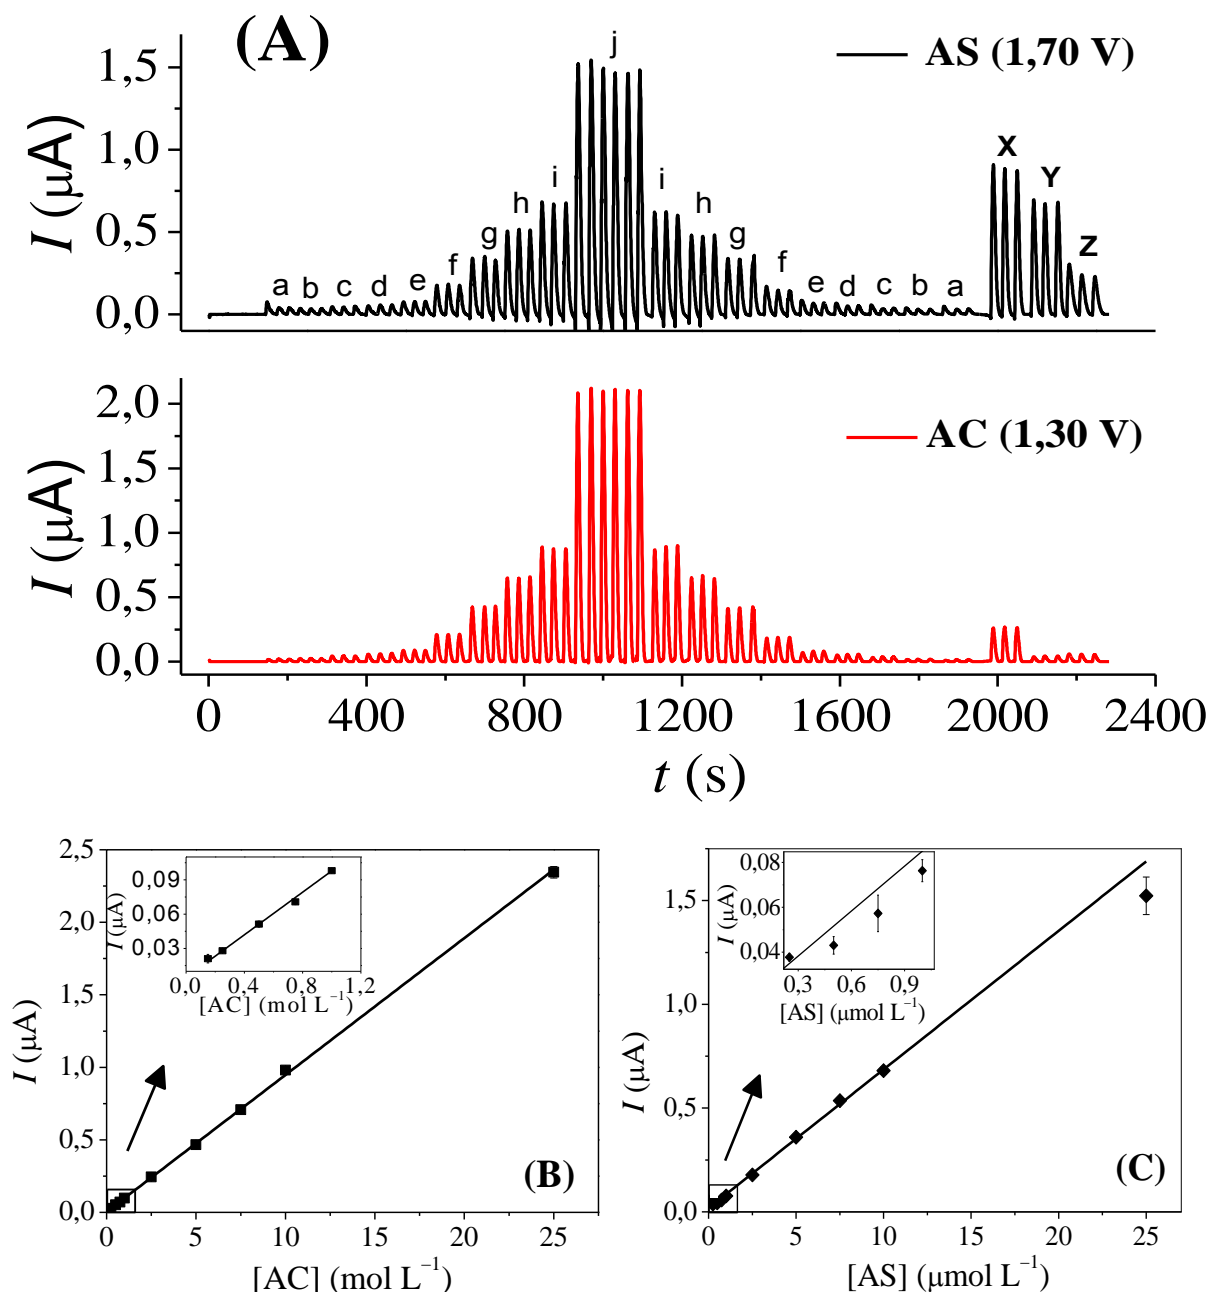 (A)
AS (1,70 V)
I (μA)
1,5
1,0
0,5
0,0
a b c d e f g h i j i h g f e d c b a X Y Z
AC (1,30 V)
I (μA)
2,0
1,5
1,0
0,5
0,0
0 400 800 1200 1600 2000 2400
t (s)
(B)
I (μA)
2,5
2,0
1,5
1,0
0,5
0,0
0 5 10 15 20 25
[AC] (mol L⁻¹)
I (μA)
0,09
0,06
0,03
0,0 0,4 0,8 1,2
[AC] (mol L⁻¹)
(C)
I (μA)
1,5
1,0
0,5
0,0
0 5 10 15 20 25
[AS] (μmol L⁻¹)
I (μA)
0,08
0,06
0,04
0,3 0,6 0,9
[AS] (μmol L⁻¹)